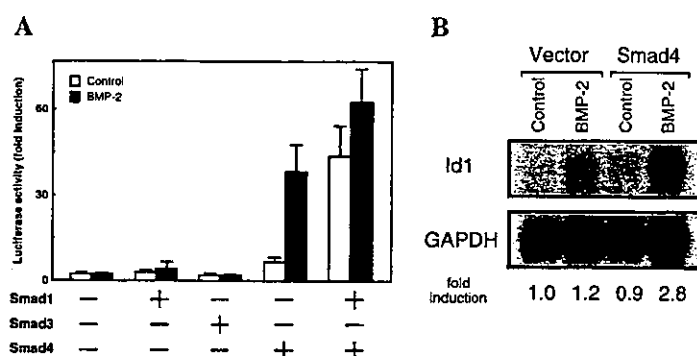 A
Luciferase activity (fold induction)
60
30
0
Control
BMP-2
Smad1 — + — — +
Smad3 — — + — —
Smad4 — — — + +
B
Vector Smad4
Control BMP-2 Control BMP-2
Id1
GAPDH
fold
induction 1.0 1.2 0.9 2.8